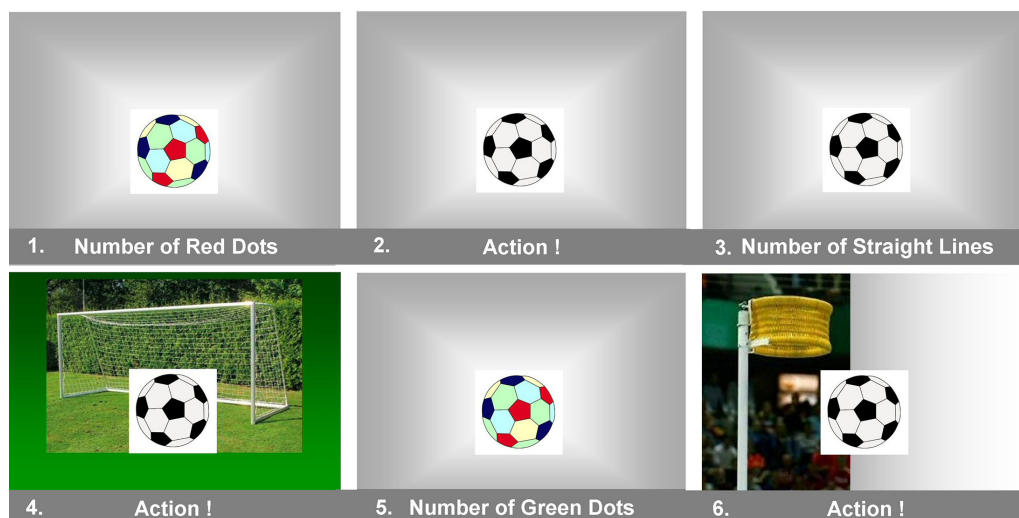 1. Number of Red Dots
2. Action !
3. Number of Straight Lines
4. Action !
5. Number of Green Dots
6. Action !